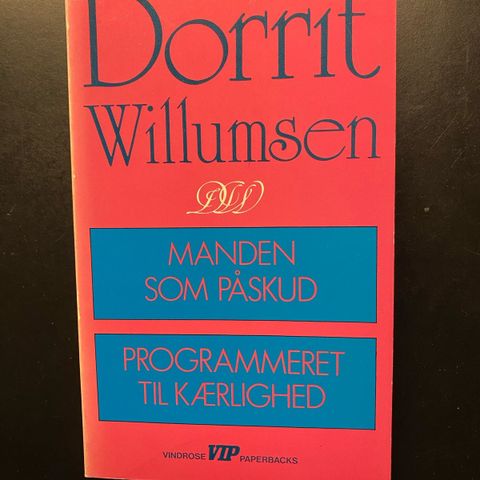 Dorrit
Willumsen
DW
MANDEN
SOM PÅSKUD
PROGRAMMERET
TIL KÆRLIGHED
VINDROSE VIP PAPERBACKS